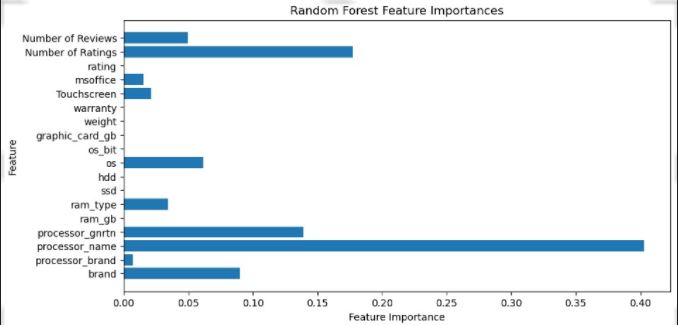 Random Forest Feature Importances
Number of Reviews
Number of Ratings
rating
msoffice
Touchscreen
warranty
weight
graphic_card_gb
os_bit
os
hdd
ssd
ram_type
ram_gb
processor_gnrtn
processor_name
processor_brand
brand
Feature
0.00 0.05 0.10 0.15 0.20 0.25 0.30 0.35 0.40
Feature Importance